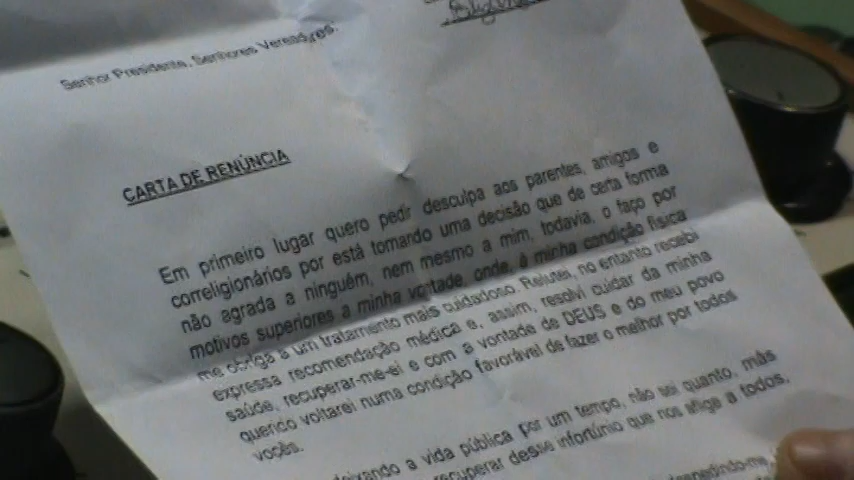 Senhor Presidente, Senhores Vereadores.
CARTA DE RENÚNCIA
Em primeiro lugar quero pedir desculpa aos parentes, amigos e
correligionários por está tomando uma decisão que de certa forma
não agrada a ninguém, nem mesmo a mim, todavia, o faço por
motivos superiores a minha vontade, onde, é minha condição física
me obriga a um tratamento mais cuidadoso. Relutei, no entanto recebi
expressa recomendação médica e, assim, resolvi cuidar da minha
saúde, recuperar-me-ei e com a vontade de DEUS e do meu povo
querido voltarei numa condição favorável de fazer o melhor por todos
vocês.
deixando a vida pública por um tempo, não sei quanto, mas
recuperar desse infortúnio que nos aflige a todos,